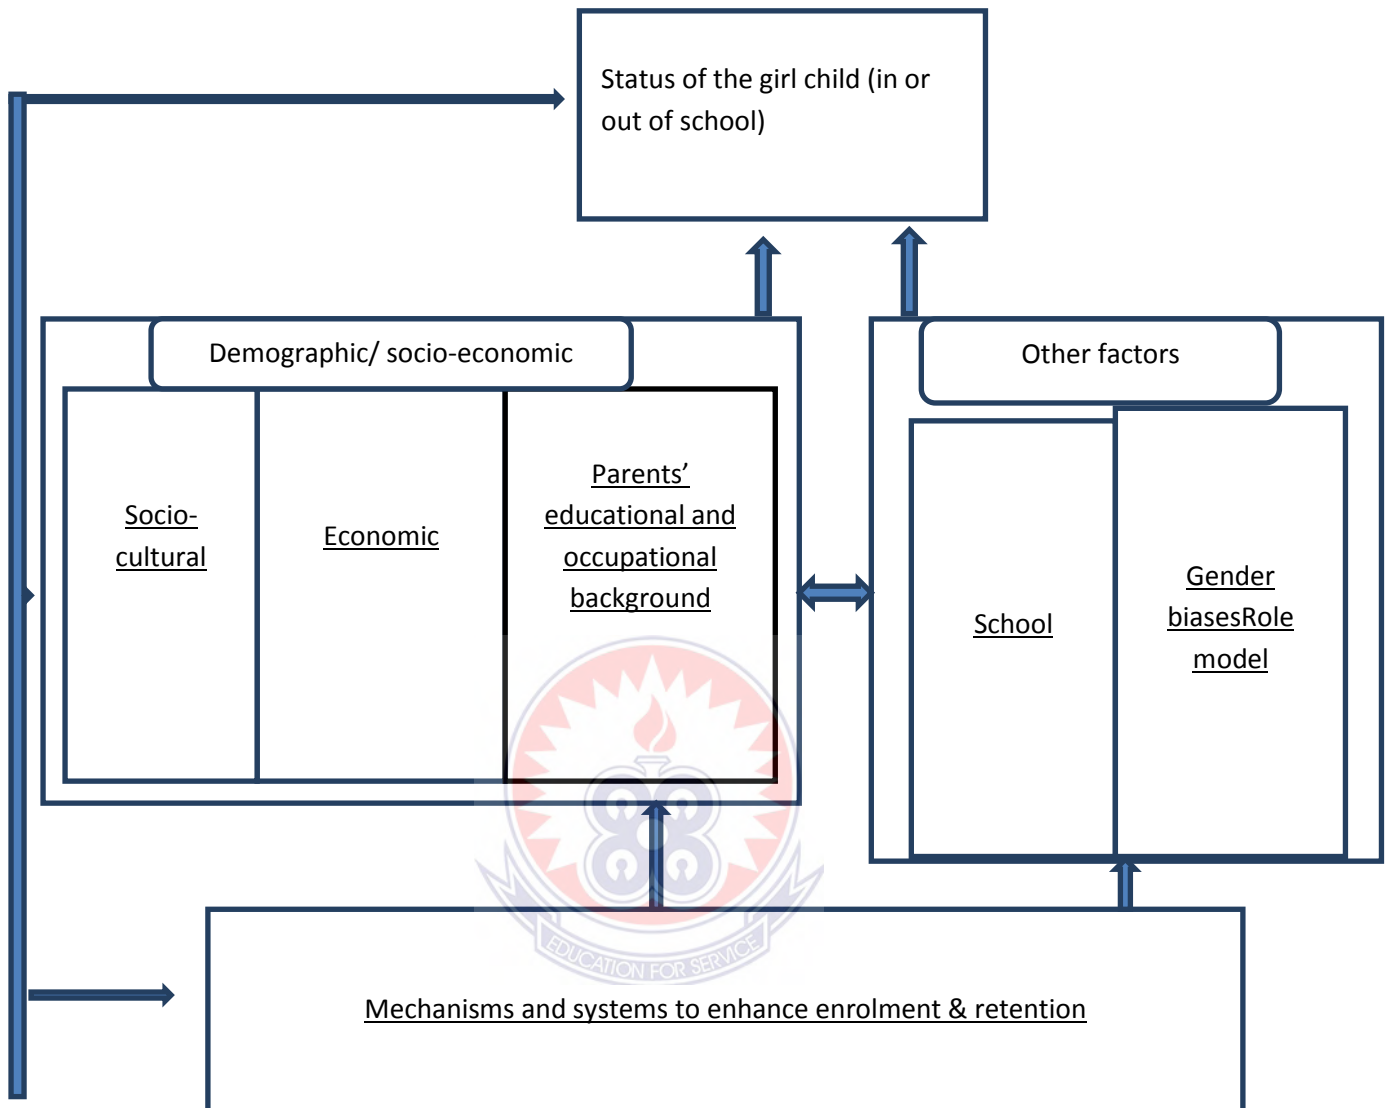 Status of the girl child (in or
out of school)
Demographic/ socio-economic
Other factors
Socio-
cultural
Economic
Parents’
educational and
occupational
background
School
Gender
biasesRole
model
EDUCATION FOR SERVICE
Mechanisms and systems to enhance enrolment & retention